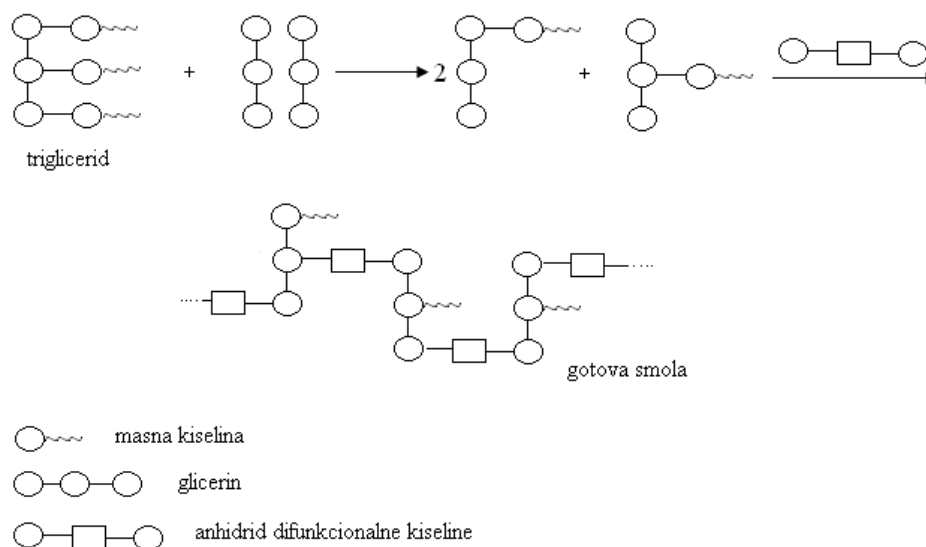 + 2 +
triglicerid
gotova smola
masna kiselina
glicerin
anhidrid difunkcionalne kiseline